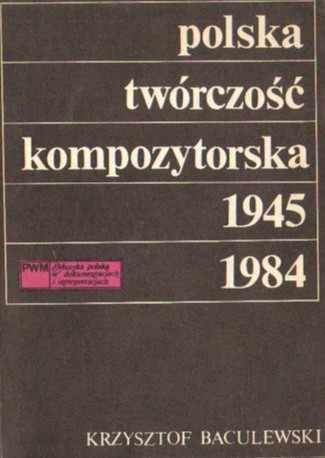 polska
twórczość
kompozytorska
1945
1984
PWM
Muzyka polska
w dokumentacjach
i interpretacjach
KRZYSZTOF BACULEWSKI